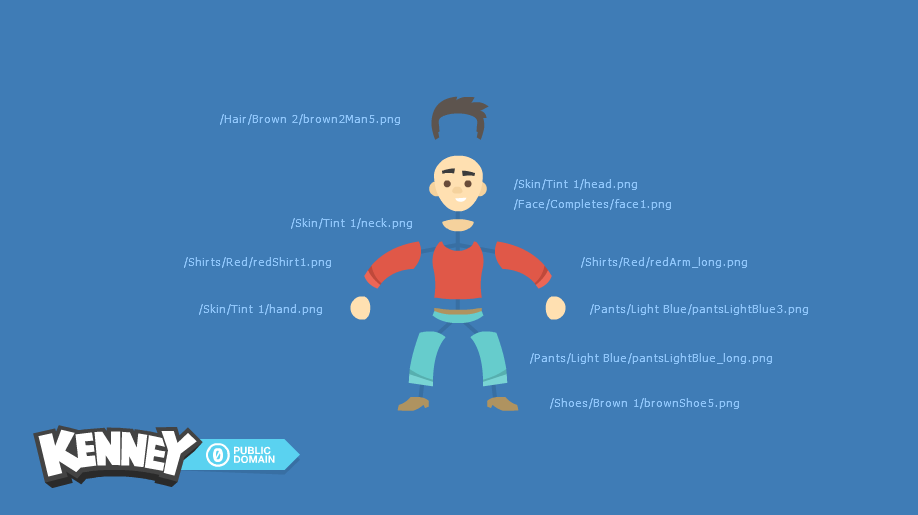 /Hair/Brown 2/brown2Man5.png
/Skin/Tint 1/head.png
/Face/Completes/face1.png
/Skin/Tint 1/neck.png
/Shirts/Red/redShirt1.png
/Shirts/Red/redArm_long.png
/Skin/Tint 1/hand.png
/Pants/Light Blue/pantsLightBlue3.png
/Pants/Light Blue/pantsLightBlue_long.png
/Shoes/Brown 1/brownShoe5.png
KENNEY
0 PUBLIC
DOMAIN